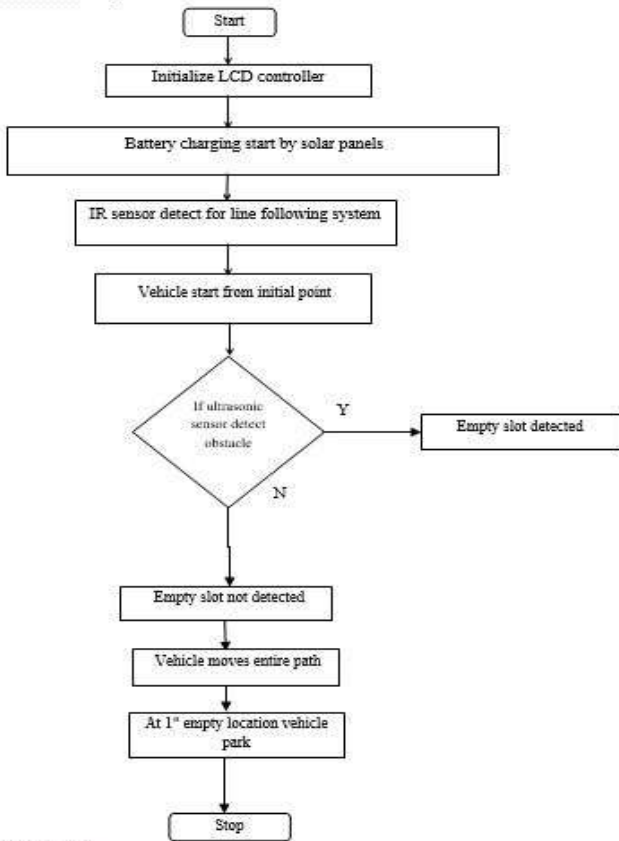 Start
Initialize LCD controller
Battery charging start by solar panels
IR sensor detect for line following system
Vehicle start from initial point
If ultrasonic
sensor detect
obstacle
Y
Empty slot detected
N
Empty slot not detected
Vehicle moves entire path
At 1st empty location vehicle
park
Stop